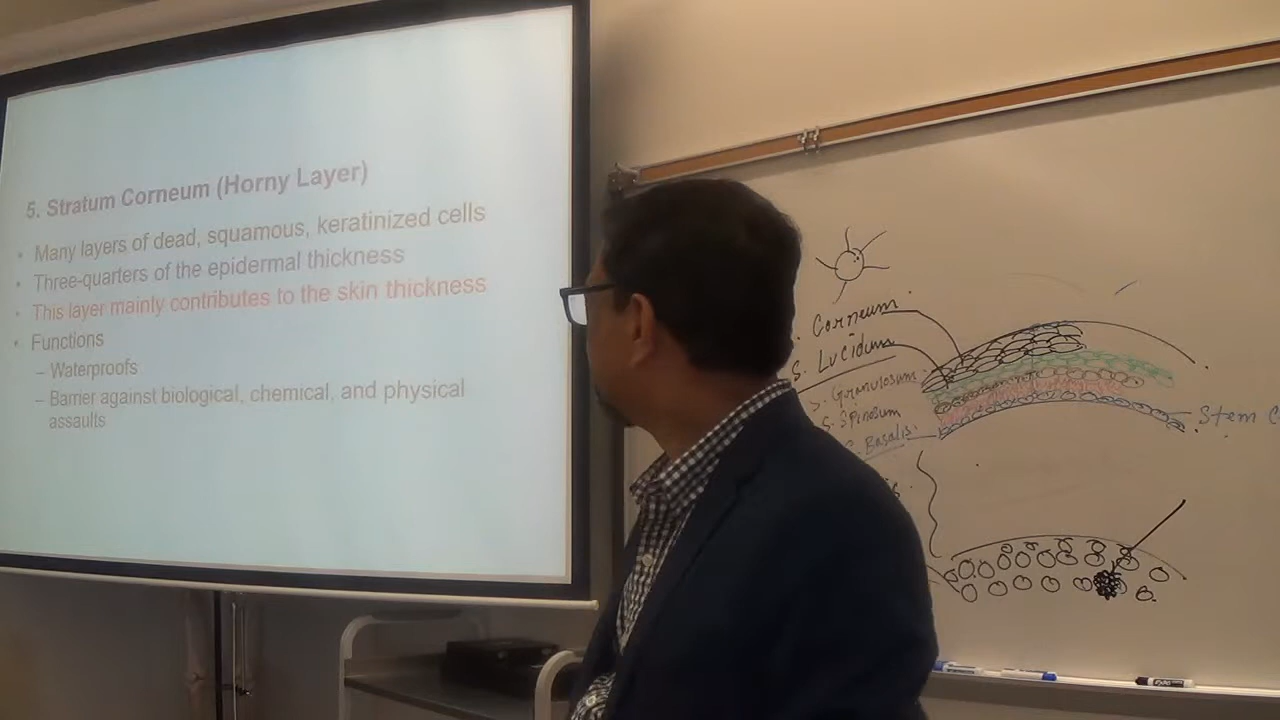 5. Stratum Corneum (Horny Layer)
• Many layers of dead, squamous, keratinized cells
• Three-quarters of the epidermal thickness
• This layer mainly contributes to the skin thickness
• Functions
– Waterproofs
– Barrier against biological, chemical, and physical
assaults
Corneum
S. Lucidum
S. Granulosum
S. Spinosum
S. Basalis
Stem C
EXPO